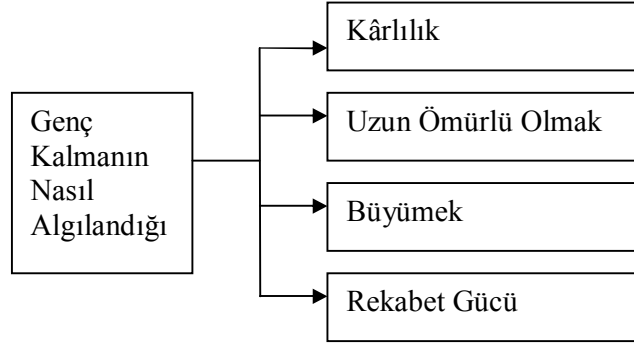 Genç
Kalmanın
Nasıl
Algılandığı
Kârlılık
Uzun Ömürlü Olmak
Büyümek
Rekabet Gücü